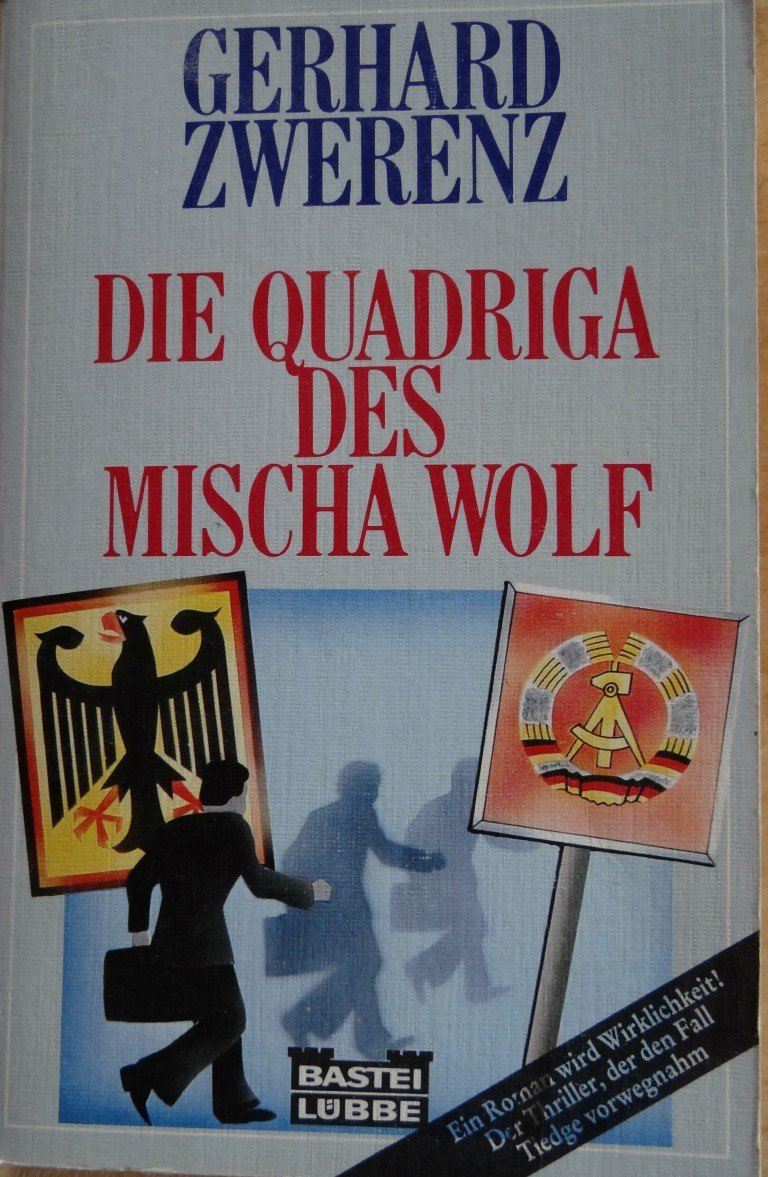 GERHARD
ZWERENZ
DIE QUADRIGA
DES
MISCHA WOLF
BASTEI
LÜBBE
Ein Roman wird Wirklichkeit!
Der Thriller, der den Fall
Tiedge vorwegnahm